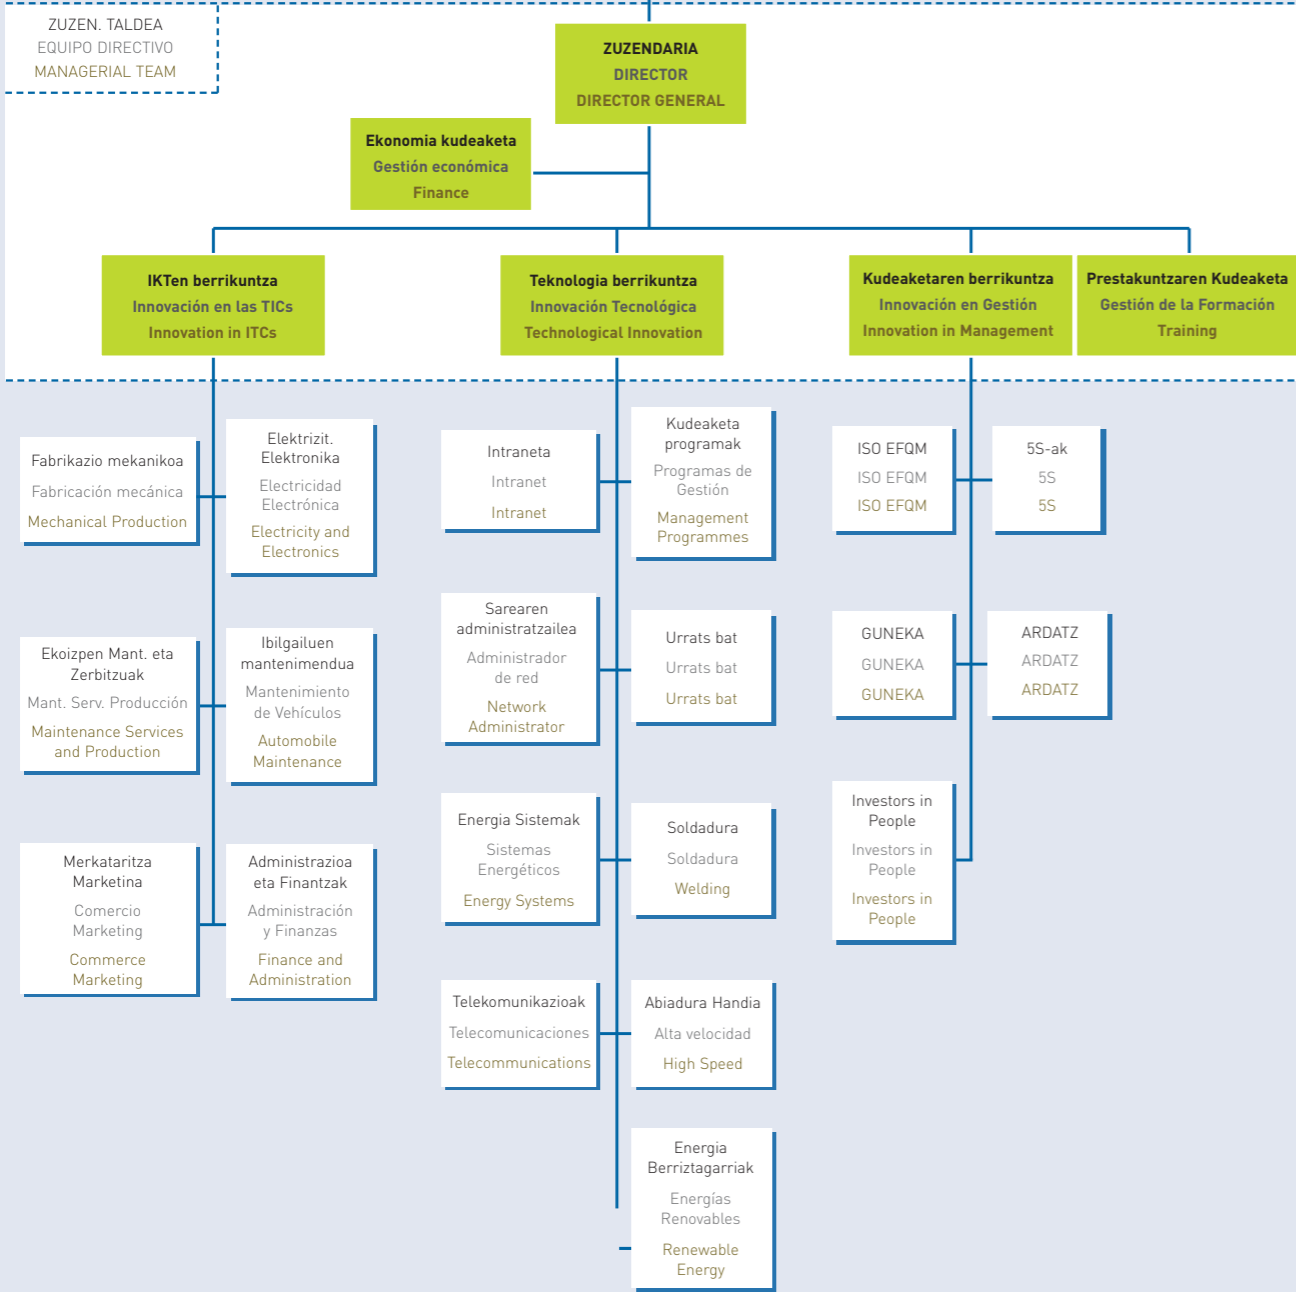 ZUZEN. TALDEA
EQUIPO DIRECTIVO
MANAGERIAL TEAM
ZUZENDARIA
DIRECTOR
DIRECTOR GENERAL
Ekonomia kudeaketa
Gestión económica
Finance
IKTen berrikuntza
Innovación en las TICs
Innovation in ITCs
Teknologia berrikuntza
Innovación Tecnológica
Technological Innovation
Kudeaketaren berrikuntza
Innovación en Gestión
Innovation in Management
Prestakuntzaren Kudeaketa
Gestión de la Formación
Training
Fabrikazio mekanikoa
Fabricación mecánica
Mechanical Production
Elektrizit.
Elektronika
Electricidad
Electrónica
Electricity and
Electronics
Ekoizpen Mant. eta
Zerbitzuak
Mant. Serv. Producción
Maintenance Services
and Production
Ibilgailuen
mantenimendua
Mantenimiento
de Vehículos
Automobile
Maintenance
Merkataritza
Marketina
Comercio
Marketing
Commerce
Marketing
Administrazioa
eta Finantzak
Administración
y Finanzas
Finance and
Administration
Intraneta
Intranet
Intranet
Kudeaketa
programak
Programas de
Gestión
Management
Programmes
Sarearen
administratzailea
Administrador
de red
Network
Administrator
Urrats bat
Urrats bat
Urrats bat
Energia Sistemak
Sistemas
Energéticos
Energy Systems
Soldadura
Soldadura
Welding
Telekomunikazioak
Telecomunicaciones
Telecommunications
Abiadura Handia
Alta velocidad
High Speed
Energia
Berriztagarriak
Energías
Renovables
Renewable
Energy
ISO EFQM
ISO EFQM
ISO EFQM
5S-ak
5S
5S
GUNEKA
GUNEKA
GUNEKA
ARDATZ
ARDATZ
ARDATZ
Investors in
People
Investors in
People
Investors in
People